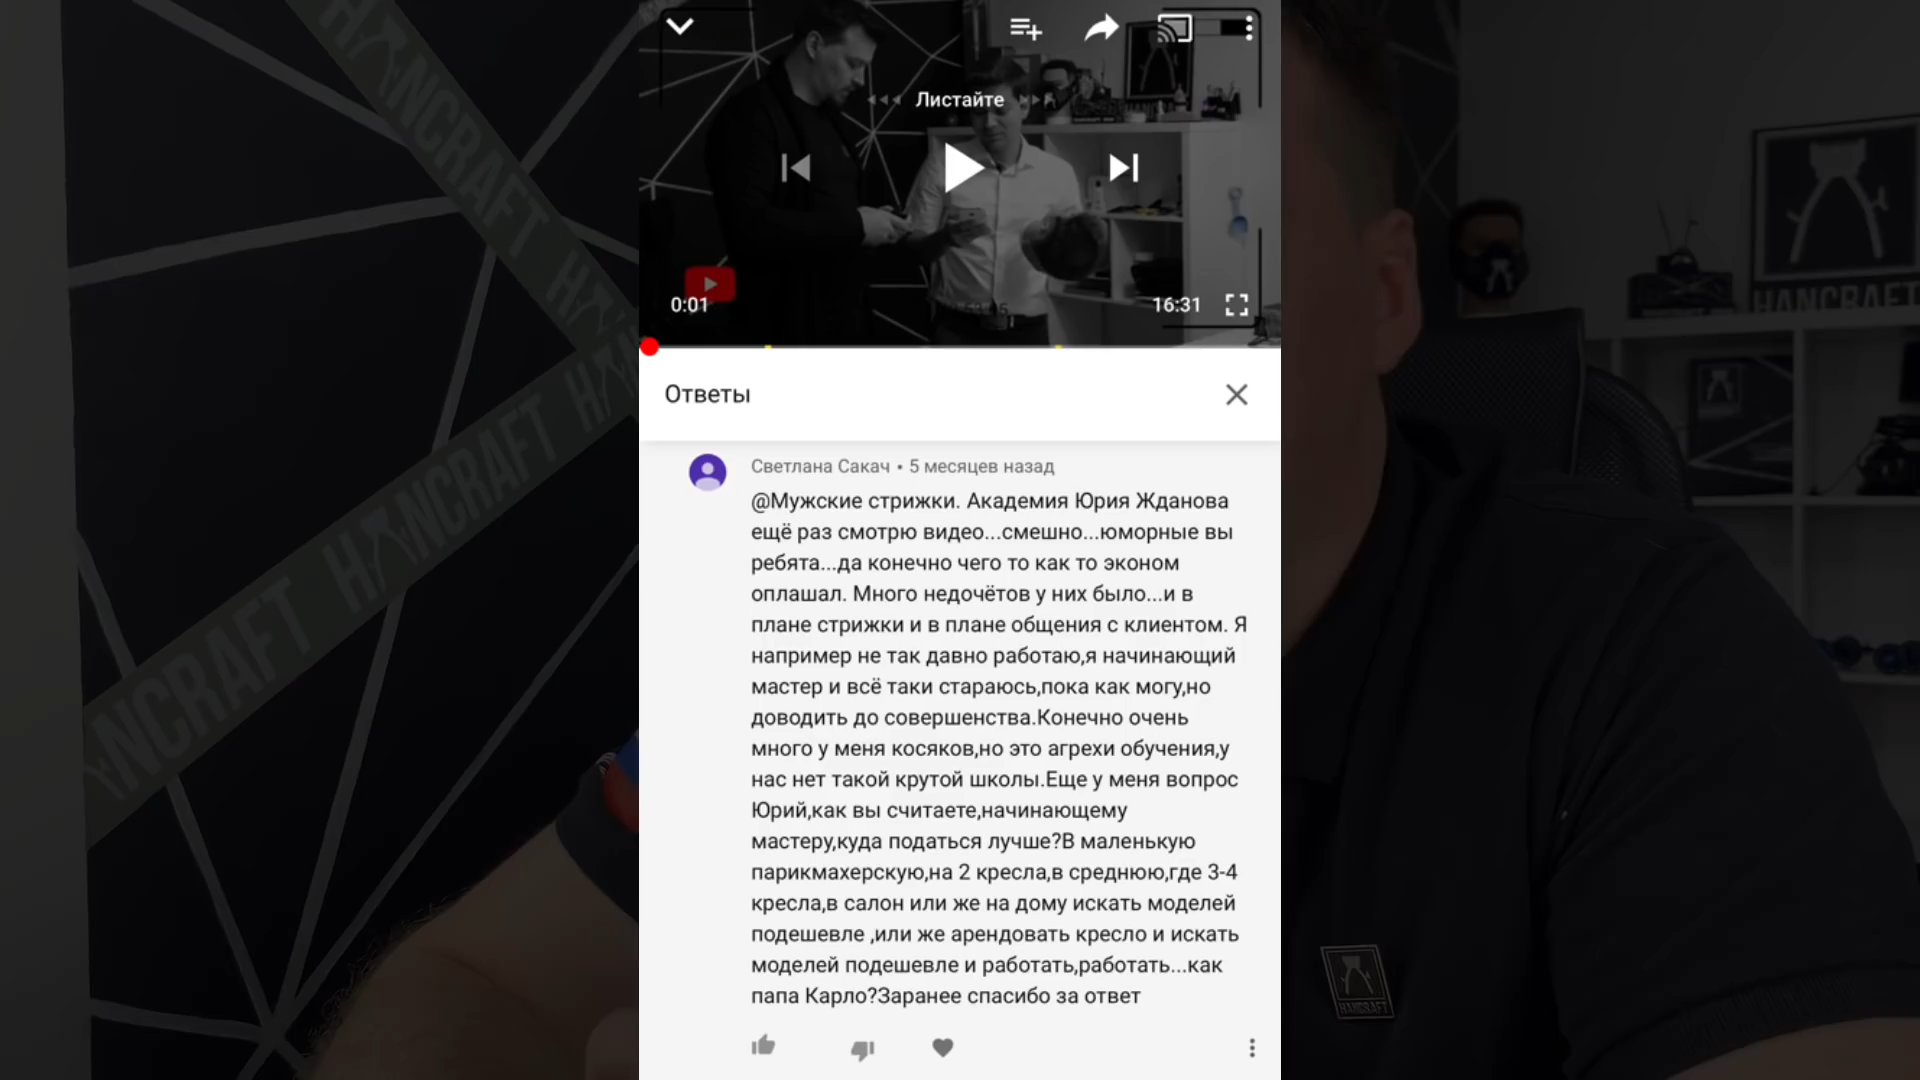 HANCRAFT
HANCRAFT
HANCRAFT
HANCRAFT
Листайте
0:01
16:31
Ответы
Светлана Сакач • 5 месяцев назад
@Мужские стрижки. Академия Юрия Жданова
ещё раз смотрю видео...смешно...юморные вы
ребята...да конечно чего то как то эконом
оплашал. Много недочётов у них было...и в
плане стрижки и в плане общения с клиентом. Я
например не так давно работаю,я начинающий
мастер и всё таки стараюсь,пока как могу,но
доводить до совершенства.Конечно очень
много у меня косяков,но это агрехи обучения,у
нас нет такой крутой школы.Еще у меня вопрос
Юрий,как вы считаете,начинающему
мастеру,куда податься лучше?В маленькую
парикмахерскую,на 2 кресла,в среднюю,где 3-4
кресла,в салон или же на дому искать моделей
подешевле ,или же арендовать кресло и искать
моделей подешевле и работать,работать...как
папа Карло?Заранее спасибо за ответ
HANCRAFT
HANCRAFT